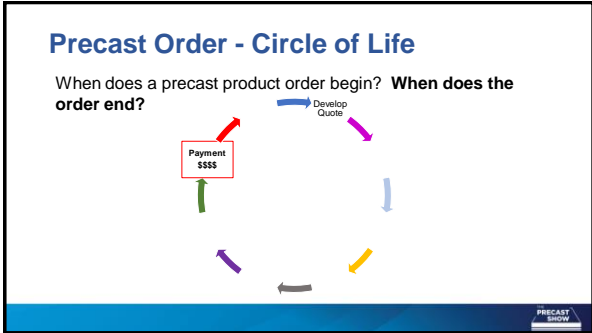 Precast Order - Circle of Life
When does a precast product order begin? When does the
order end?
Develop
Quote
Payment
$$$$
THE
PRECAST
SHOW